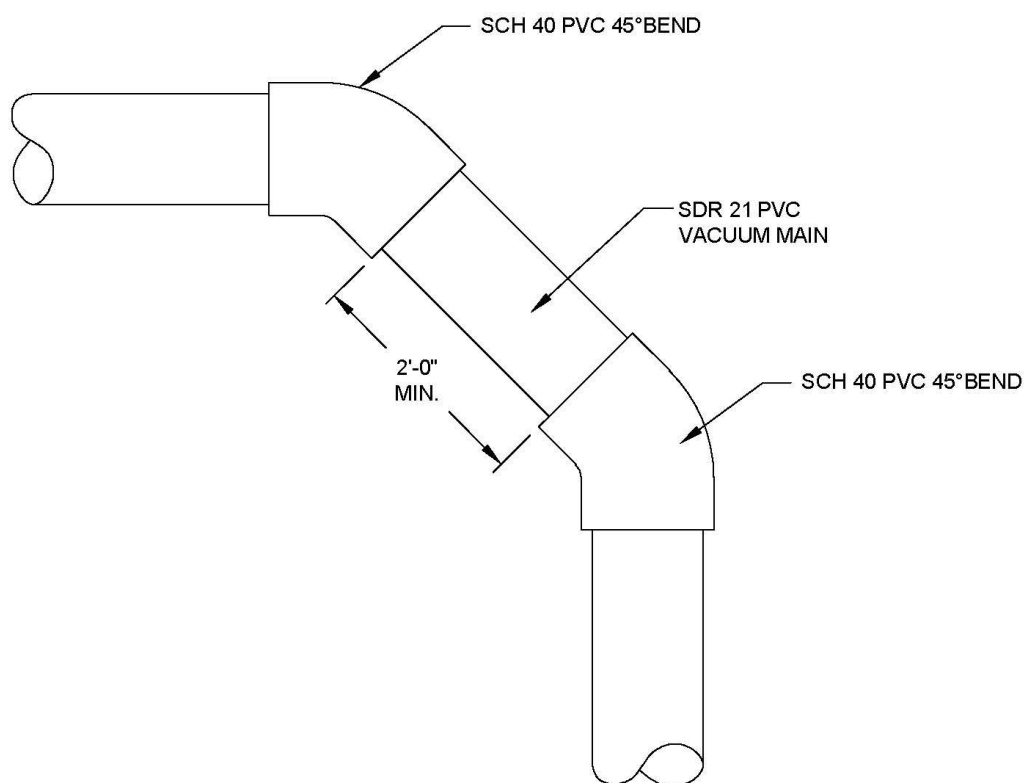 SCH 40 PVC 45°BEND
SDR 21 PVC
VACUUM MAIN
2'-0"
MIN.
SCH 40 PVC 45°BEND